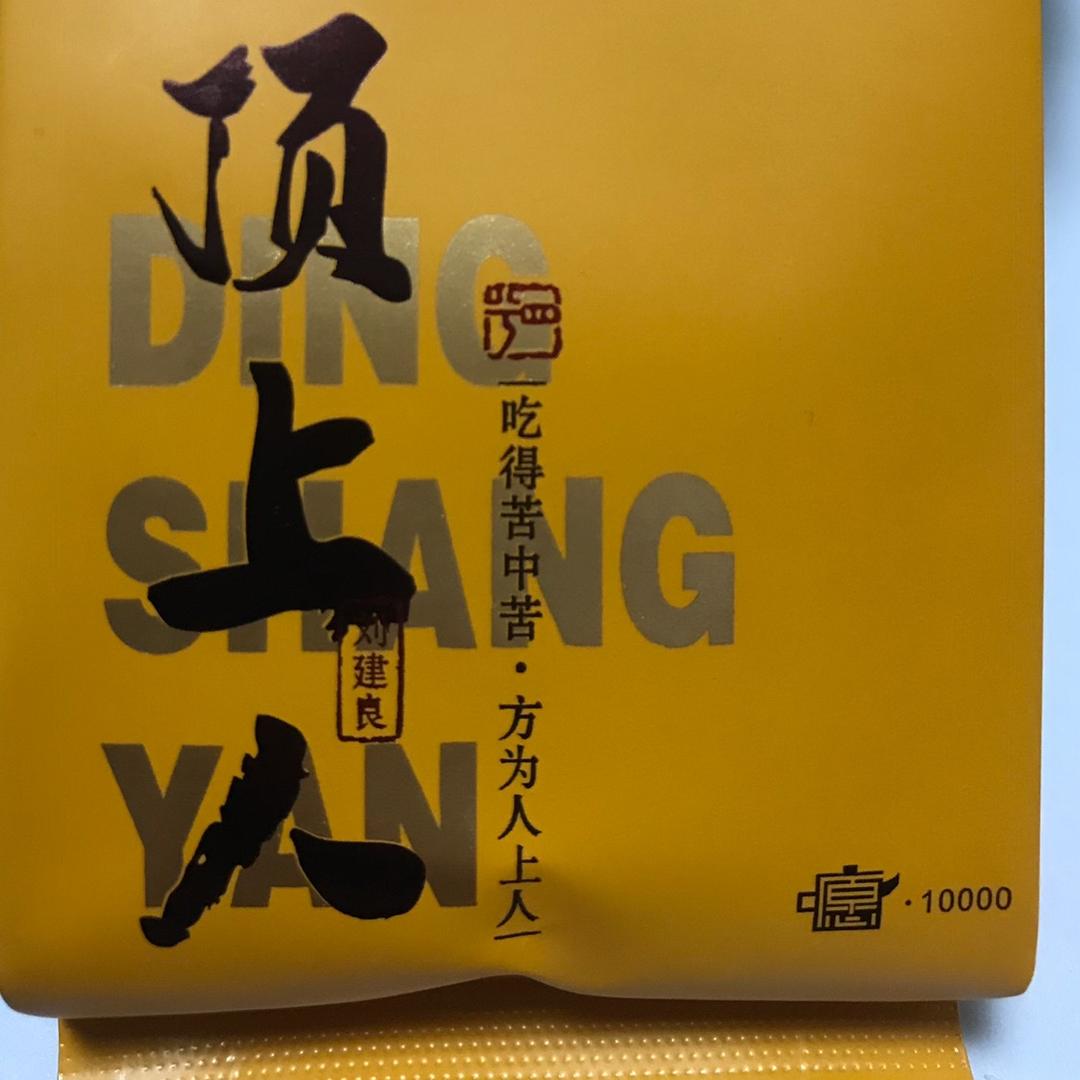 顶上人
DING
SHANG
YAN
刘建良
吃得苦中苦·方为人上人
·10000